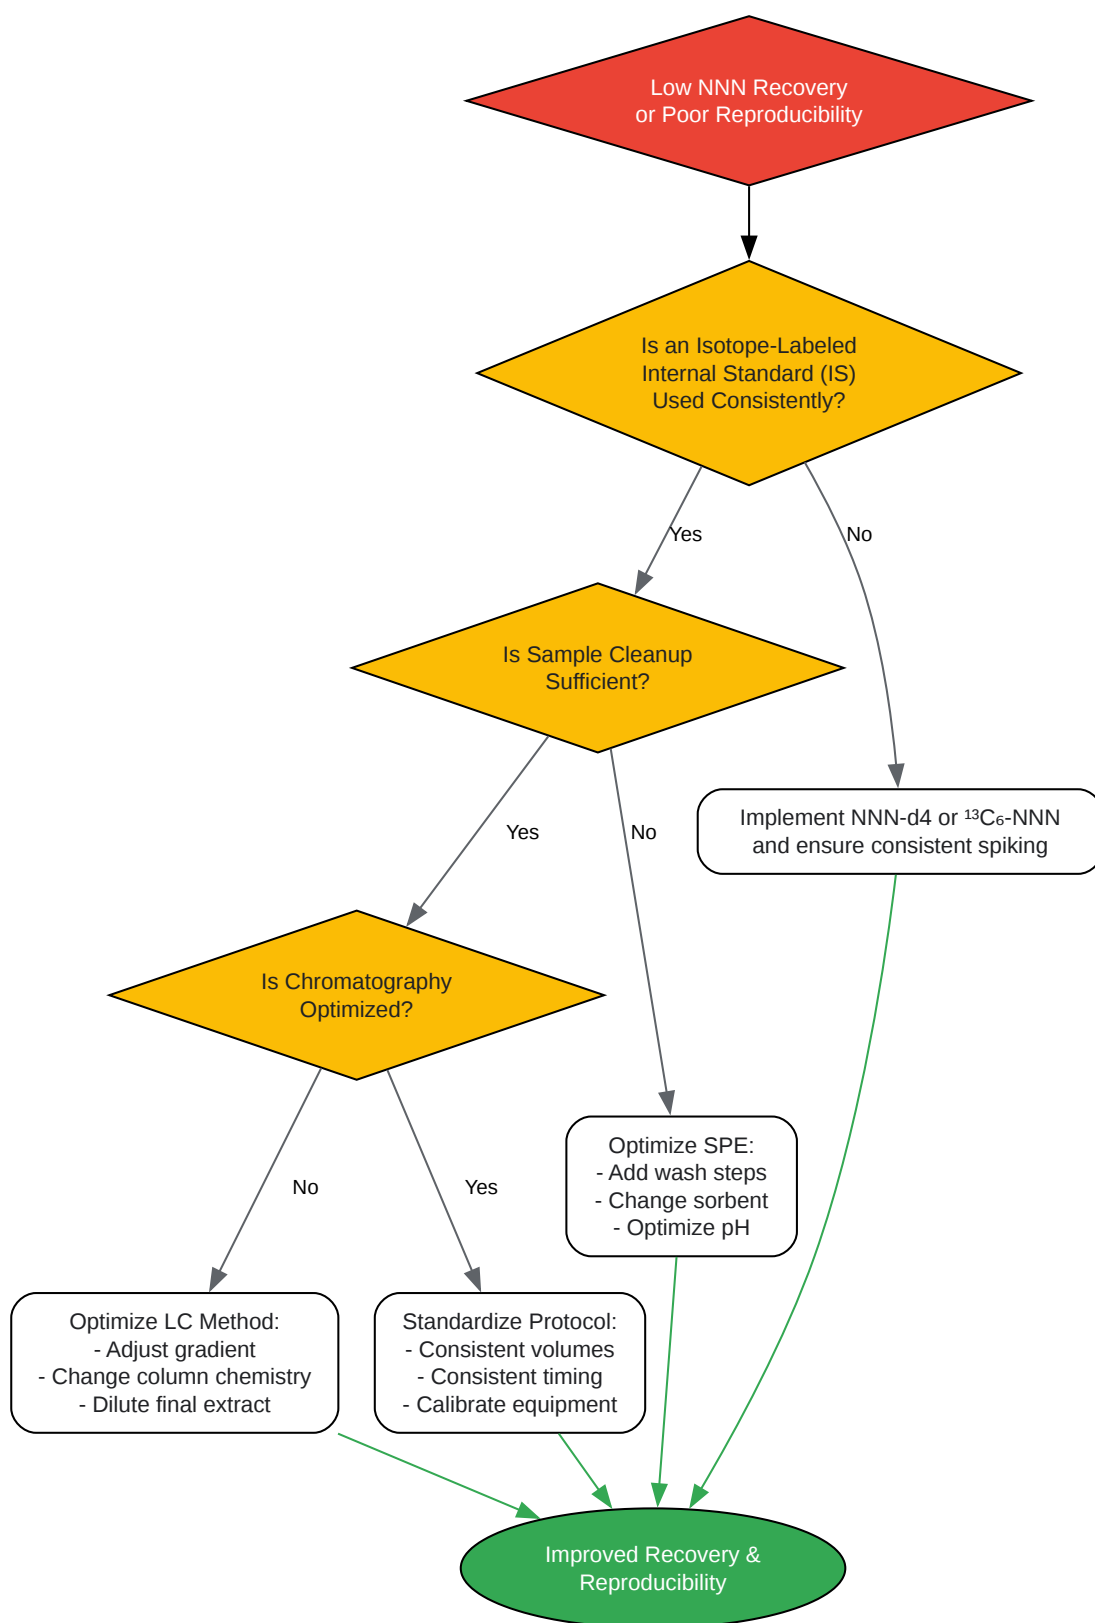 Low NNN Recovery
or Poor Reproducibility
Is an Isotope-Labeled
Internal Standard (IS)
Used Consistently?
Yes
No
Is Sample Cleanup
Sufficient?
Implement NNN-d4 or ¹³C₆-NNN
and ensure consistent spiking
Yes
No
Is Chromatography
Optimized?
Optimize SPE:
- Add wash steps
- Change sorbent
- Optimize pH
No
Yes
Optimize LC Method:
- Adjust gradient
- Change column chemistry
- Dilute final extract
Standardize Protocol:
- Consistent volumes
- Consistent timing
- Calibrate equipment
Improved Recovery &
Reproducibility